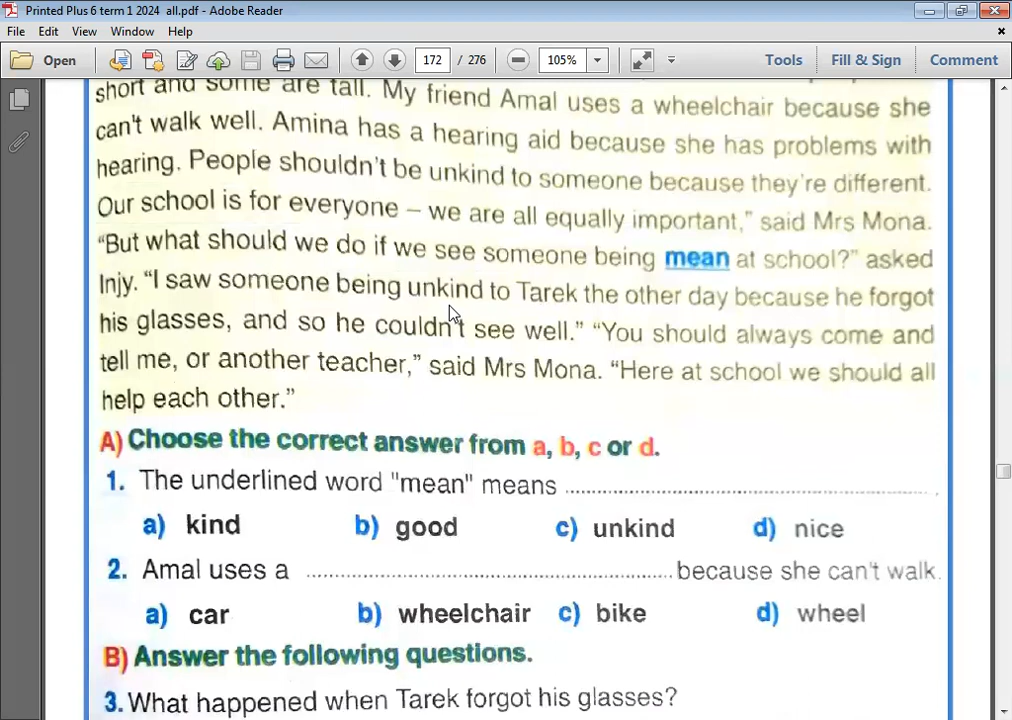 Printed Plus 6 term 1 2024 all.pdf - Adobe Reader
File Edit View Window Help
Open 172 / 276 105% Tools Fill & Sign Comment
short and some are tall. My friend Amal uses a wheelchair because she
can't walk well. Amina has a hearing aid because she has problems with
hearing. People shouldn't be unkind to someone because they're different.
Our school is for everyone – we are all equally important,” said Mrs Mona.
“But what should we do if we see someone being mean at school?” asked
Injy. “I saw someone being unkind to Tarek the other day because he forgot
his glasses, and so he couldn't see well.” “You should always come and
tell me, or another teacher,” said Mrs Mona. “Here at school we should all
help each other.”
A) Choose the correct answer from a, b, c or d.
1. The underlined word "mean" means ........................................ .
a) kind b) good c) unkind d) nice
2. Amal uses a ........................................ because she can't walk.
a) car b) wheelchair c) bike d) wheel
B) Answer the following questions.
3. What happened when Tarek forgot his glasses?